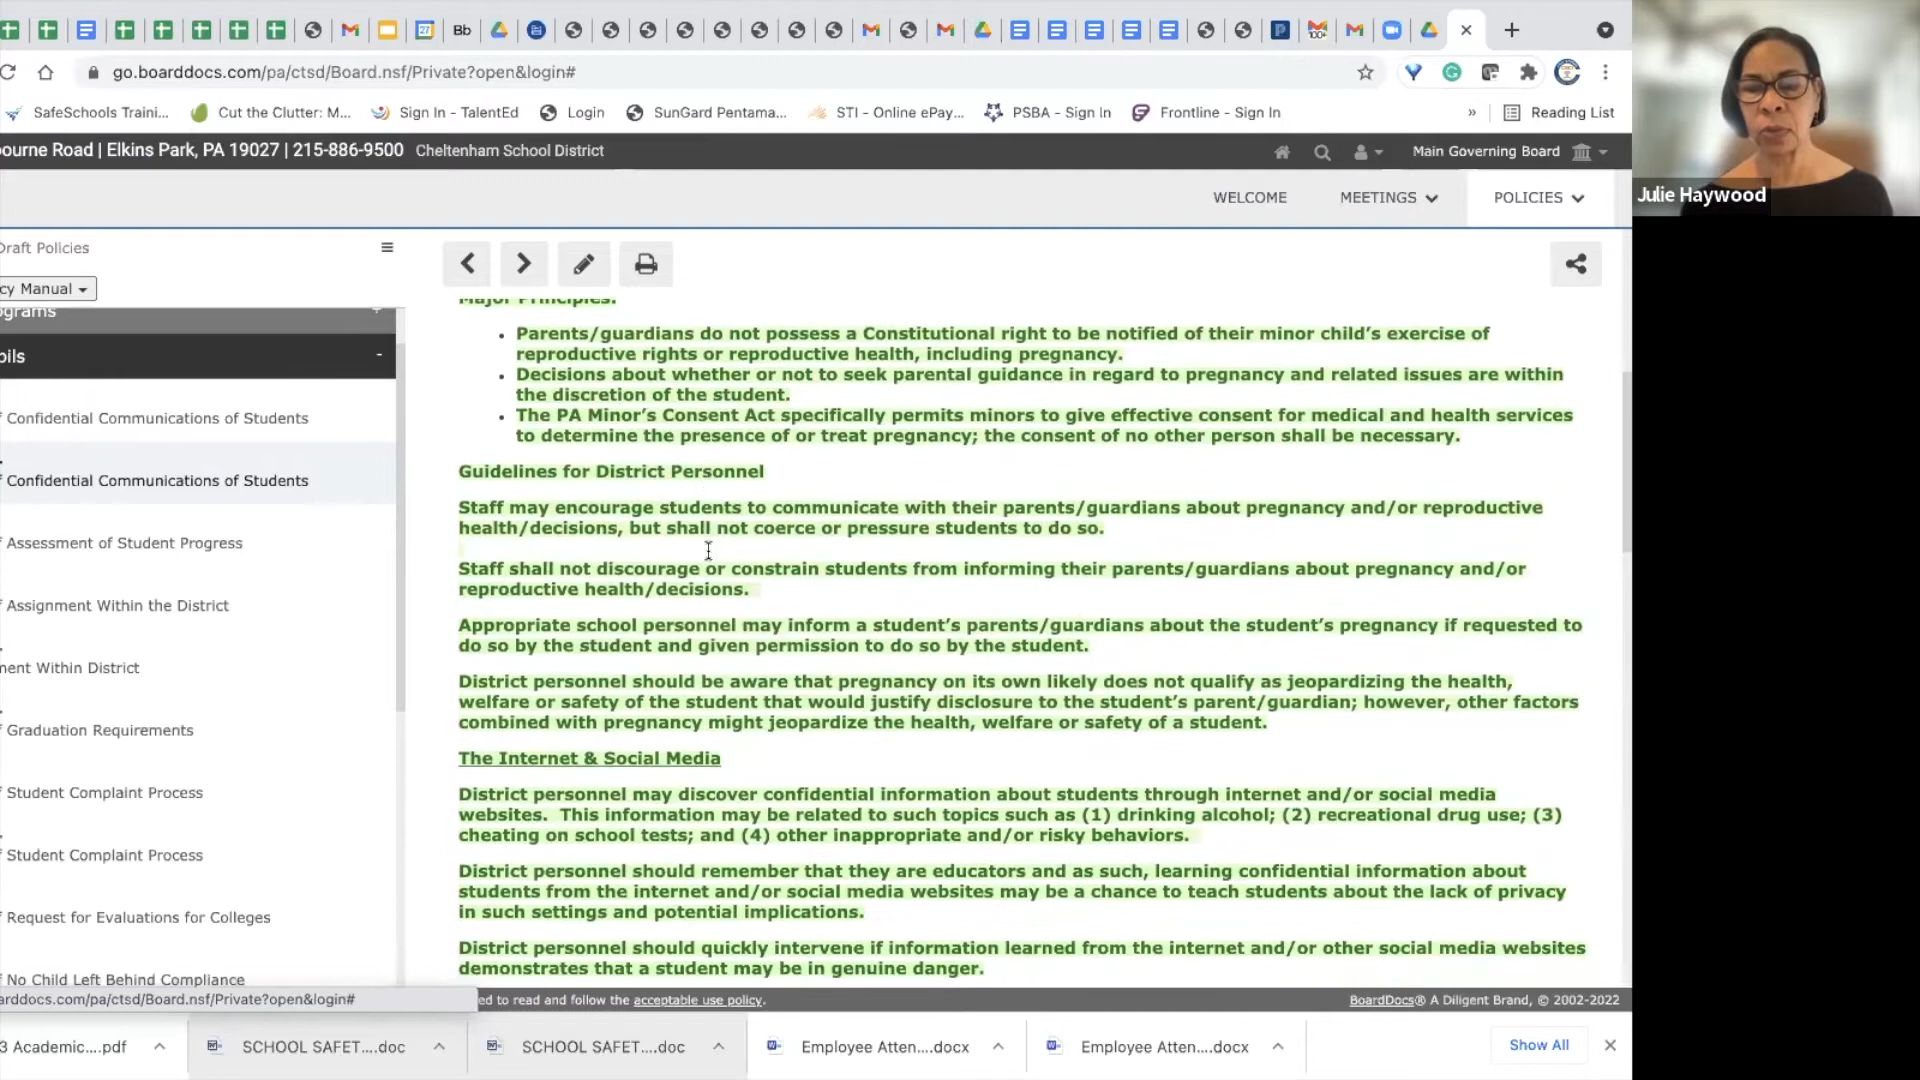 Bb
27
100+
go.boarddocs.com/pa/ctsd/Board.nsf/Private?open&login#
SafeSchools Traini...
Cut the Clutter: M...
Sign In - TalentEd
Login
SunGard Pentama...
STI - Online ePay...
PSBA - Sign In
Frontline - Sign In
»
Reading List
ourne Road | Elkins Park, PA 19027 | 215-886-9500
Cheltenham School District
Main Governing Board
WELCOME
MEETINGS
POLICIES
Julie Haywood
Draft Policies
cy Manual
ograms
+
pils
-
Confidential Communications of Students
Confidential Communications of Students
Assessment of Student Progress
Assignment Within the District
ment Within District
Graduation Requirements
Student Complaint Process
Student Complaint Process
Request for Evaluations for Colleges
No Child Left Behind Compliance
Major Principles:
• Parents/guardians do not possess a Constitutional right to be notified of their minor child's exercise of
reproductive rights or reproductive health, including pregnancy.
• Decisions about whether or not to seek parental guidance in regard to pregnancy and related issues are within
the discretion of the student.
• The PA Minor's Consent Act specifically permits minors to give effective consent for medical and health services
to determine the presence of or treat pregnancy; the consent of no other person shall be necessary.
Guidelines for District Personnel
Staff may encourage students to communicate with their parents/guardians about pregnancy and/or reproductive
health/decisions, but shall not coerce or pressure students to do so.
Staff shall not discourage or constrain students from informing their parents/guardians about pregnancy and/or
reproductive health/decisions.
Appropriate school personnel may inform a student's parents/guardians about the student's pregnancy if requested to
do so by the student and given permission to do so by the student.
District personnel should be aware that pregnancy on its own likely does not qualify as jeopardizing the health,
welfare or safety of the student that would justify disclosure to the student's parent/guardian; however, other factors
combined with pregnancy might jeopardize the health, welfare or safety of a student.
The Internet & Social Media
District personnel may discover confidential information about students through internet and/or social media
websites. This information may be related to such topics such as (1) drinking alcohol; (2) recreational drug use; (3)
cheating on school tests; and (4) other inappropriate and/or risky behaviors.
District personnel should remember that they are educators and as such, learning confidential information about
students from the internet and/or social media websites may be a chance to teach students about the lack of privacy
in such settings and potential implications.
District personnel should quickly intervene if information learned from the internet and/or other social media websites
demonstrates that a student may be in genuine danger.
arddocs.com/pa/ctsd/Board.nsf/Private?open&login#
ed to read and follow the acceptable use policy.
BoardDocs® A Diligent Brand, © 2002-2022
3 Academic....pdf
SCHOOL SAFET....doc
SCHOOL SAFET....doc
Employee Atten....docx
Employee Atten....docx
Show All